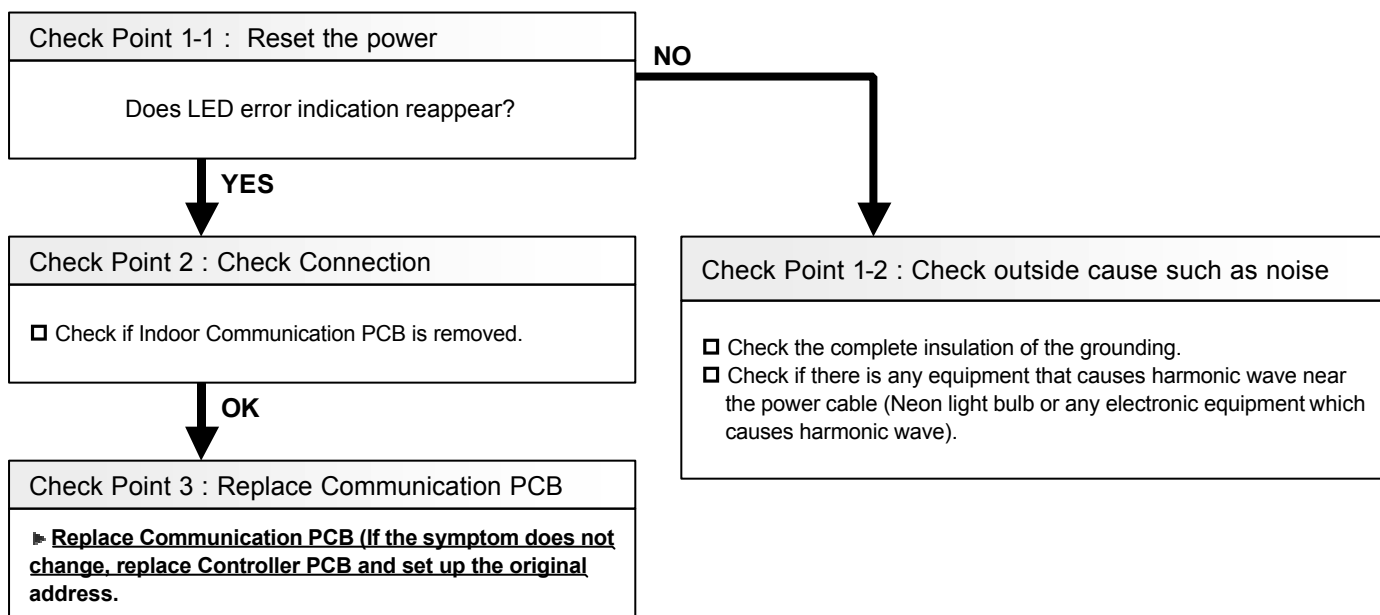 Check Point 1-1 :  Reset the power
Does LED error indication reappear?
NO
YES
Check Point 2 : Check Connection
☐ Check if Indoor Communication PCB is removed.
OK
Check Point 3 : Replace Communication PCB
▶ Replace Communication PCB (If the symptom does not
change, replace Controller PCB and set up the original
address.
Check Point 1-2 : Check outside cause such as noise
☐ Check the complete insulation of the grounding.
☐ Check if there is any equipment that causes harmonic wave near
the power cable (Neon light bulb or any electronic equipment which
causes harmonic wave).